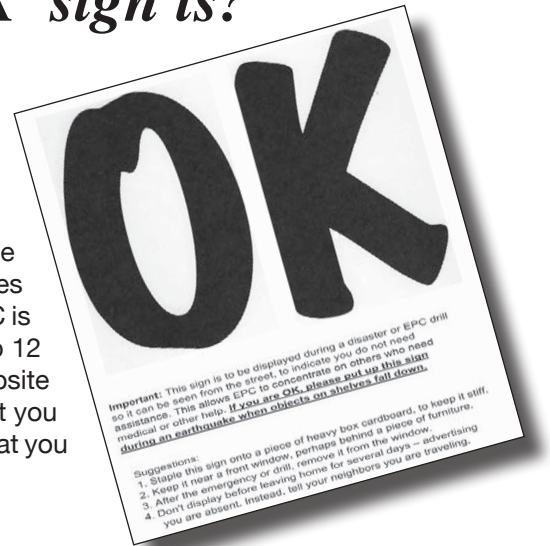 sign is?
OK
e
es
C is
o 12
bsite
t you
at you
Important: This sign is to be displayed during a disaster or EPC drill
so it can be seen from the street, to indicate you do not need
assistance. This allows EPC to concentrate on others who need
medical or other help. If you are OK, please put up this sign
during an earthquake when objects on shelves fall down.
Suggestions:
1. Staple this sign onto a piece of heavy box cardboard, to keep it stiff.
2. Keep it near a front window, perhaps behind a piece of furniture.
3. After the emergency or drill, remove it from the window.
4. Don't display before leaving home for several days – advertising
you are absent. Instead, tell your neighbors you are traveling.